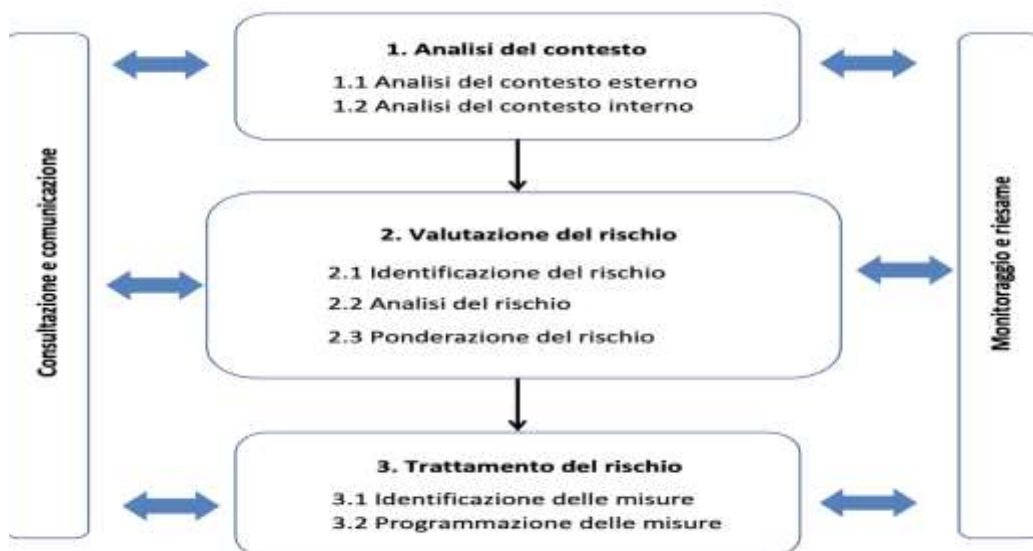 Consultazione e comunicazione
1. Analisi del contesto
1.1 Analisi del contesto esterno
1.2 Analisi del contesto interno
2. Valutazione del rischio
2.1 Identificazione del rischio
2.2 Analisi del rischio
2.3 Ponderazione del rischio
3. Trattamento del rischio
3.1 Identificazione delle misure
3.2 Programmazione delle misure
Monitoraggio e riesame